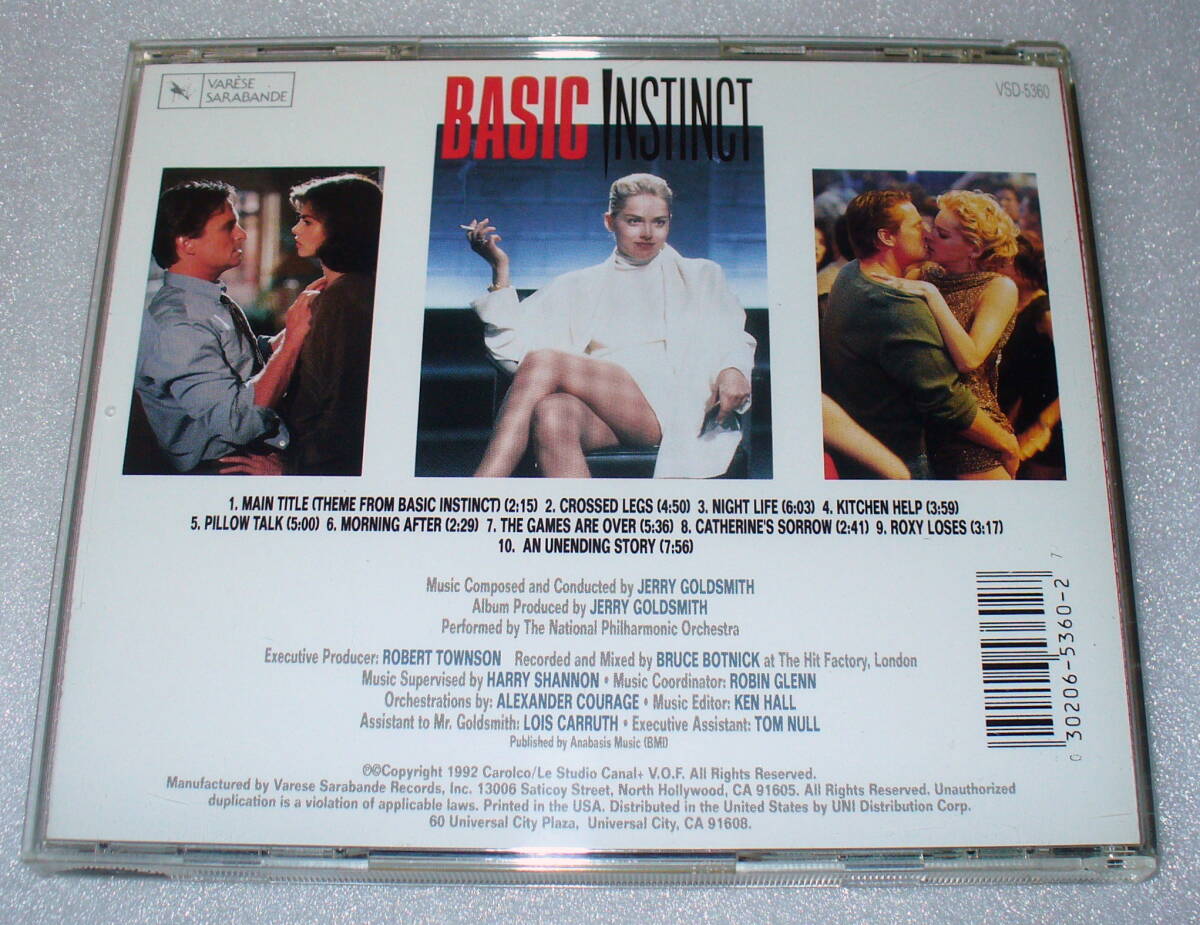 VARÈSE
SARABANDE
BASIC INSTINCT
VSD-5360
1. MAIN TITLE (THEME FROM BASIC INSTINCT) (2:15) 2. CROSSED LEGS (4:50) 3. NIGHT LIFE (6:03) 4. KITCHEN HELP (3:59)
5. PILLOW TALK (5:00) 6. MORNING AFTER (2:29) 7. THE GAMES ARE OVER (5:36) 8. CATHERINE'S SORROW (2:41) 9. ROXY LOSES (3:17)
10. AN UNENDING STORY (7:56)
Music Composed and Conducted by JERRY GOLDSMITH
Album Produced by JERRY GOLDSMITH
Performed by The National Philharmonic Orchestra
Executive Producer: ROBERT TOWNSON Recorded and Mixed by BRUCE BOTNICK at The Hit Factory, London
Music Supervised by HARRY SHANNON • Music Coordinator: ROBIN GLENN
Orchestrations by: ALEXANDER COURAGE • Music Editor: KEN HALL
Assistant to Mr. Goldsmith: LOIS CARRUTH • Executive Assistant: TOM NULL
Published by Anabasis Music (BMI)
℗©Copyright 1992 Carolco/Le Studio Canal+ V.O.F. All Rights Reserved.
Manufactured by Varese Sarabande Records, Inc. 13006 Saticoy Street, North Hollywood, CA 91605. All Rights Reserved. Unauthorized
duplication is a violation of applicable laws. Printed in the USA. Distributed in the United States by UNI Distribution Corp.
60 Universal City Plaza, Universal City, CA 91608.
0 30206-5360-2 7